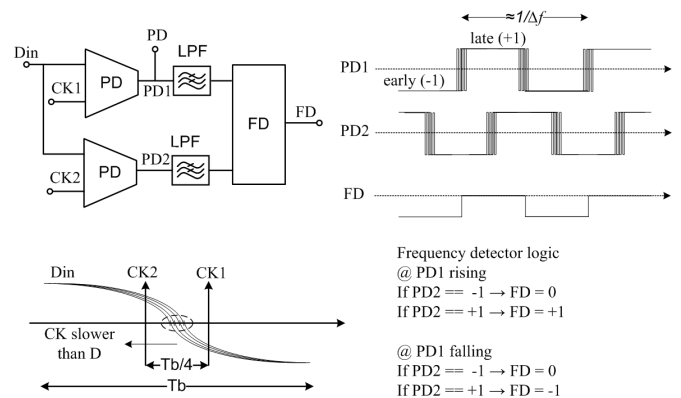 Din
PD
LPF
PD
PD1
CK1
FD
FD
LPF
PD2
PD
CK2
≈1/Δf
late (+1)
PD1
early (-1)
PD2
FD
Din
CK2
CK1
CK slower
than D
Tb/4
Tb
Frequency detector logic
@ PD1 rising
If PD2 == -1 → FD = 0
If PD2 == +1 → FD = +1
@ PD1 falling
If PD2 == -1 → FD = 0
If PD2 == +1 → FD = -1